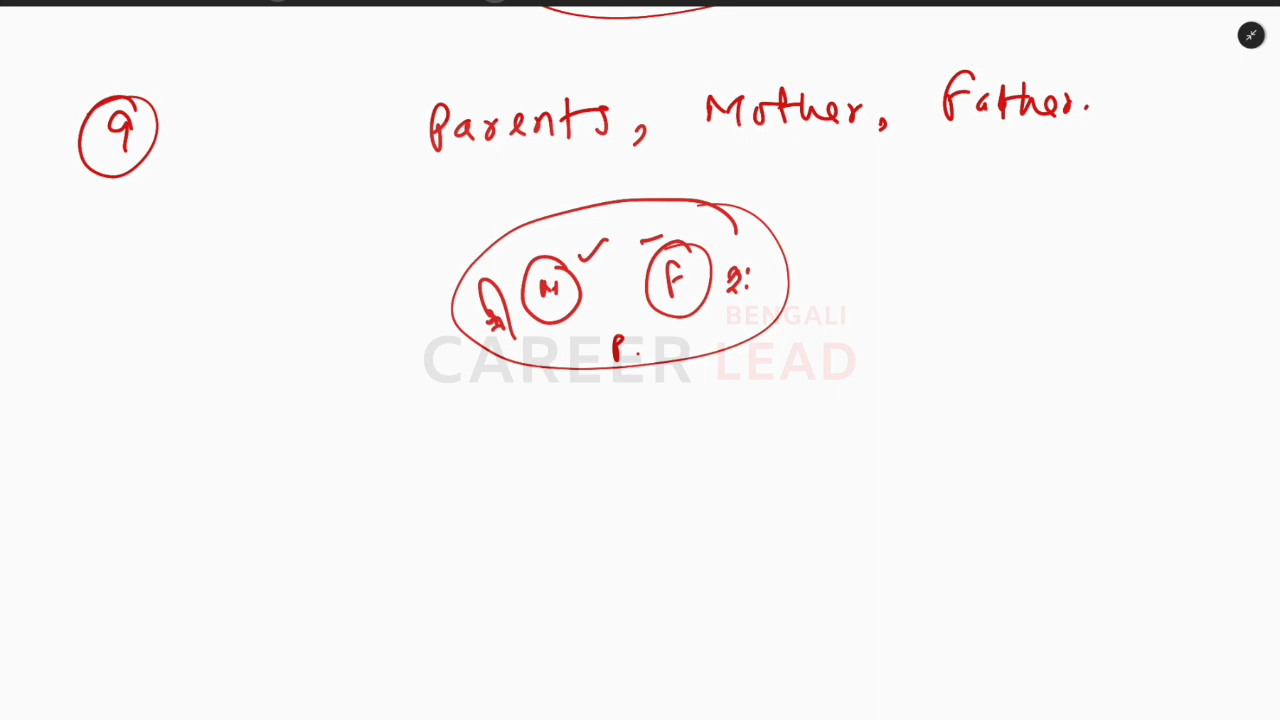 9 Parents, Mother, Father.
M F
P.
BENGALI
CAREER LEAD